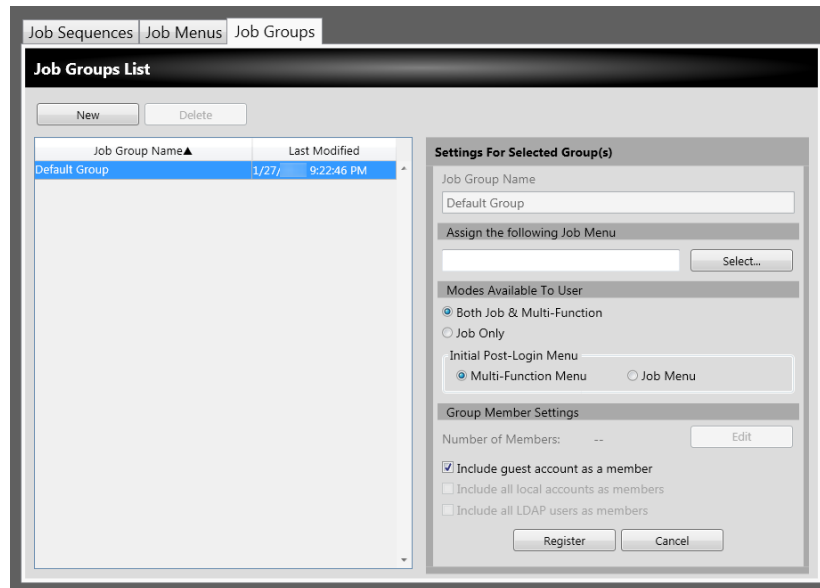 Job Sequences Job Menus Job Groups
Job Groups List
New Delete
Job Group Name▲ Last Modified
Default Group 1/27/ 9:22:46 PM
Settings For Selected Group(s)
Job Group Name
Default Group
Assign the following Job Menu
Select...
Modes Available To User
Both Job & Multi-Function
Job Only
Initial Post-Login Menu
Multi-Function Menu Job Menu
Group Member Settings
Number of Members: -- Edit
Include guest account as a member
Include all local accounts as members
Include all LDAP users as members
Register Cancel